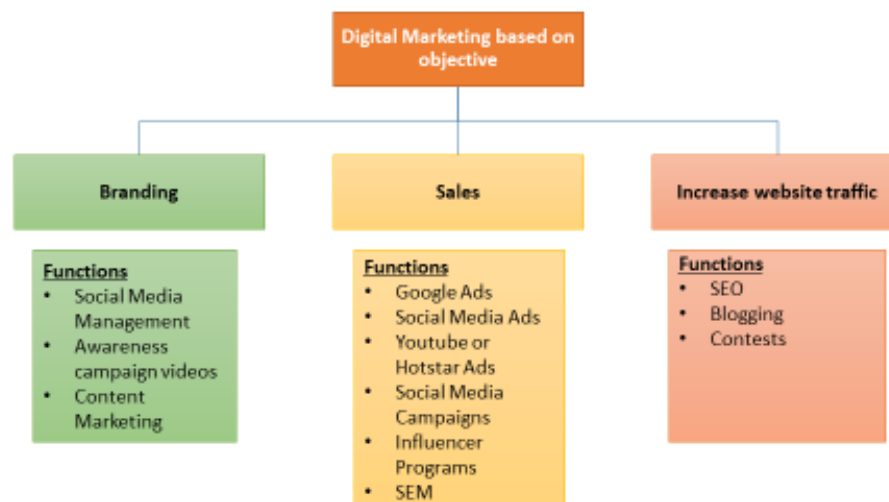 Digital Marketing based on
objective
Branding
Sales
Increase website traffic
Functions
• Social Media
Management
• Awareness
campaign videos
• Content
Marketing
Functions
• Google Ads
• Social Media Ads
• Youtube or
Hotstar Ads
• Social Media
Campaigns
• Influencer
Programs
• SEM
Functions
• SEO
• Blogging
• Contests